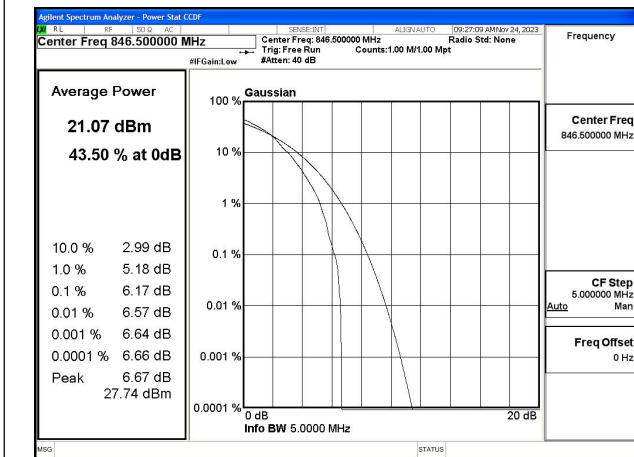 Agilent Spectrum Analyzer - Power Stat CCDF
RL RF 50 Ω AC SENSE:INT ALIGN AUTO 09:27:09 AM Nov 24, 2023
Center Freq 846.500000 MHz
Center Freq: 846.500000 MHz Radio Std: None
Trig: Free Run Counts:1.00 M/1.00 Mpt
#IFGain:Low #Atten: 40 dB
Frequency
Average Power
21.07 dBm
43.50 % at 0dB
10.0 % 2.99 dB
1.0 % 5.18 dB
0.1 % 6.17 dB
0.01 % 6.57 dB
0.001 % 6.64 dB
0.0001 % 6.66 dB
Peak 6.67 dB
27.74 dBm
Gaussian
100 %
10 %
1 %
0.1 %
0.01 %
0.001 %
0.0001 %
0 dB 20 dB
Info BW 5.0000 MHz
Center Freq
846.500000 MHz
CF Step
5.000000 MHz
Auto Man
Freq Offset
0 Hz
MSG STATUS